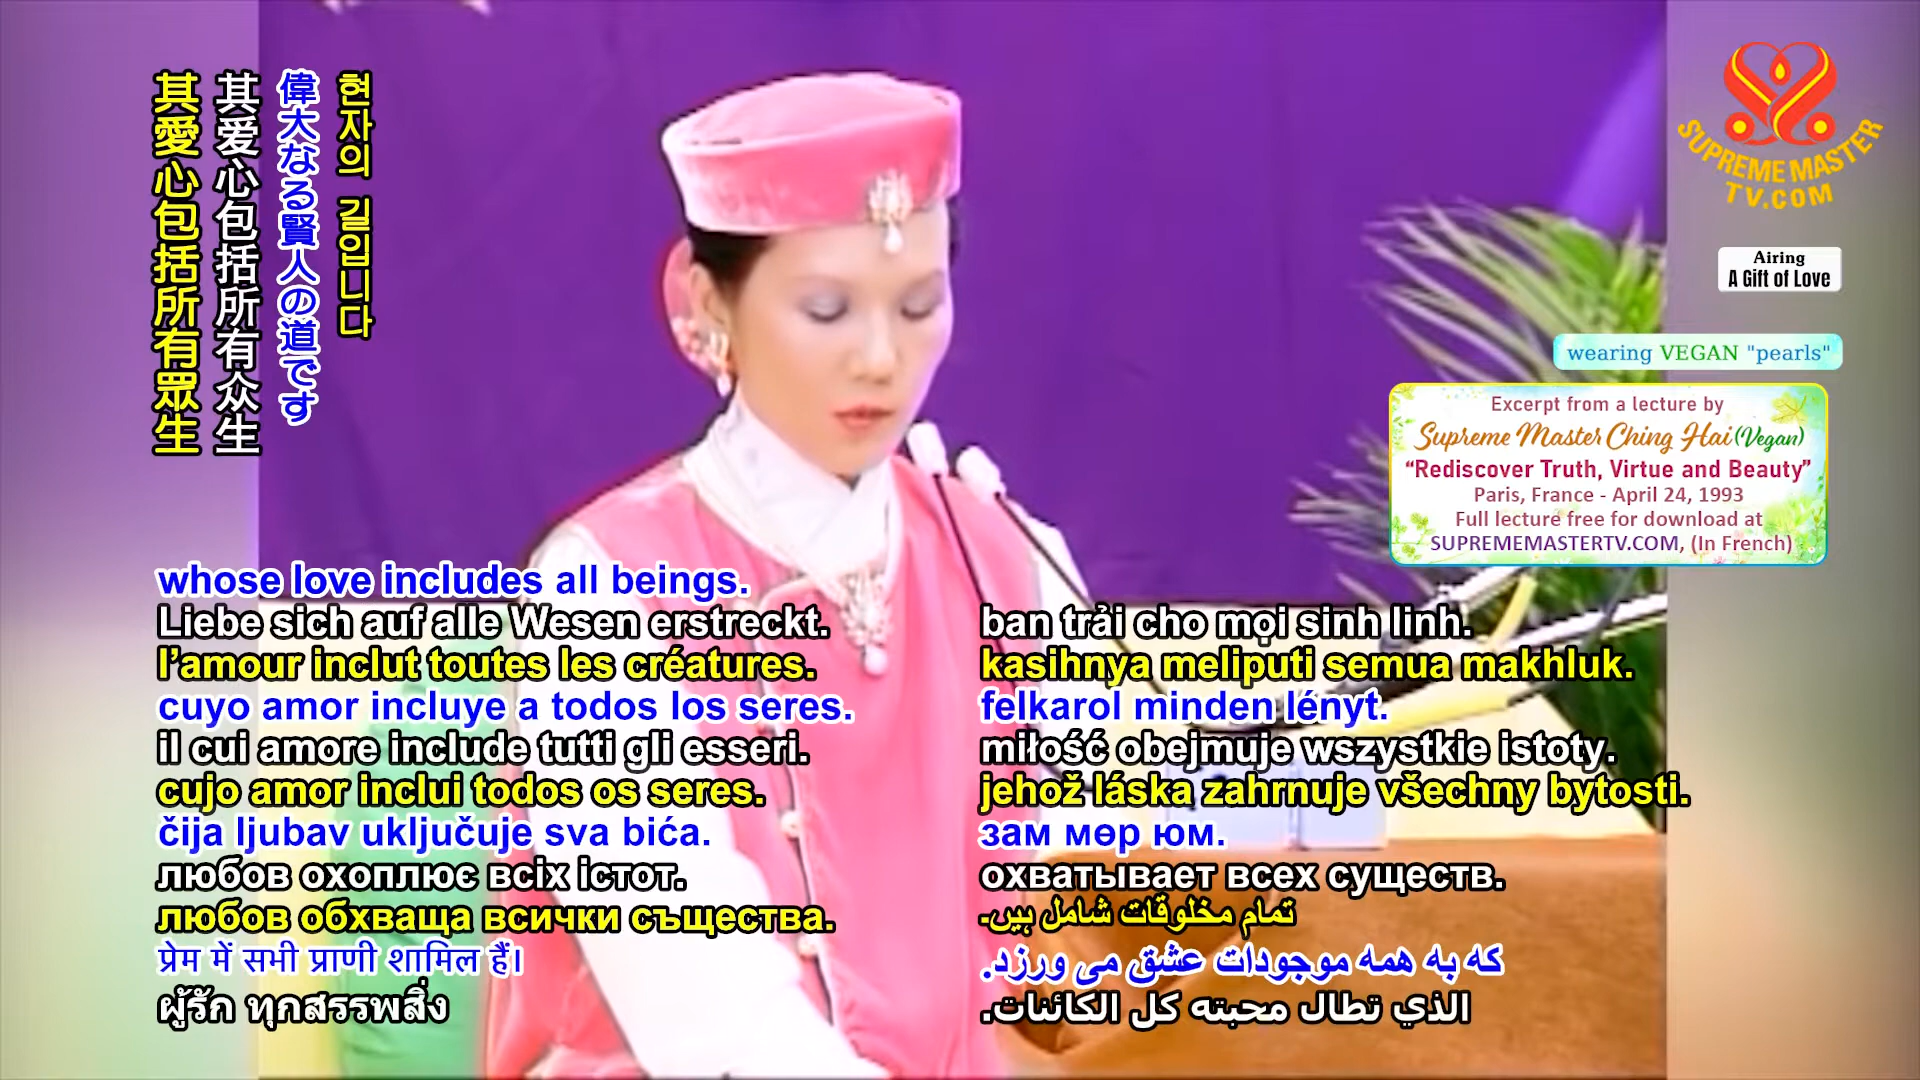 其愛心包括所有眾生
其爱心包括所有众生
偉大なる賢人の道です
현자의 길입니다
SUPREME MASTER
TV.COM
Airing
A Gift of Love
wearing VEGAN "pearls"
Excerpt from a lecture by
Supreme Master Ching Hai (Vegan)
“Rediscover Truth, Virtue and Beauty”
Paris, France - April 24, 1993
Full lecture free for download at
SUPREMEMASTERTV.COM, (In French)
whose love includes all beings.
Liebe sich auf alle Wesen erstreckt.
l’amour inclut toutes les créatures.
cuyo amor incluye a todos los seres.
il cui amore include tutti gli esseri.
cujo amor inclui todos os seres.
čija ljubav uključuje sva bića.
любов охоплює всіх істот.
любов обхваща всички същества.
प्रेम में सभी प्राणी शामिल हैं।
ผู้รัก ทุกสรรพสิ่ง
ban trải cho mọi sinh linh.
kasihnya meliputi semua makhluk.
felkarol minden lényt.
miłość obejmuje wszystkie istoty.
jehož láska zahrnuje všechny bytosti.
зам мөр юм.
охватывает всех существ.
تمام مخلوقات شامل ہیں۔
که به همه موجودات عشق می ورزد.
الذي تطال محبته كل الكائنات.